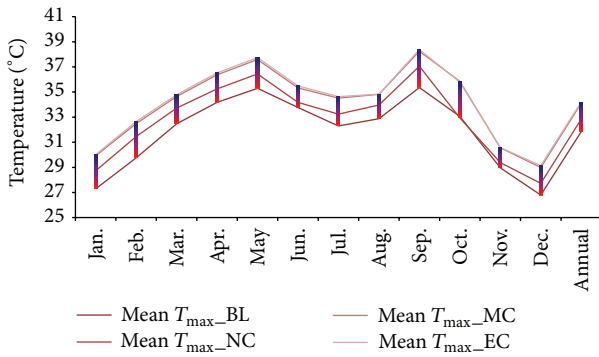 Temperature (°C)
41
39
37
35
33
31
29
27
25
Jan.
Feb.
Mar.
Apr.
May
Jun.
Jul.
Aug.
Sep.
Oct.
Nov.
Dec.
Annual
Mean Tmax_BL
Mean Tmax_MC
Mean Tmax_NC
Mean Tmax_EC